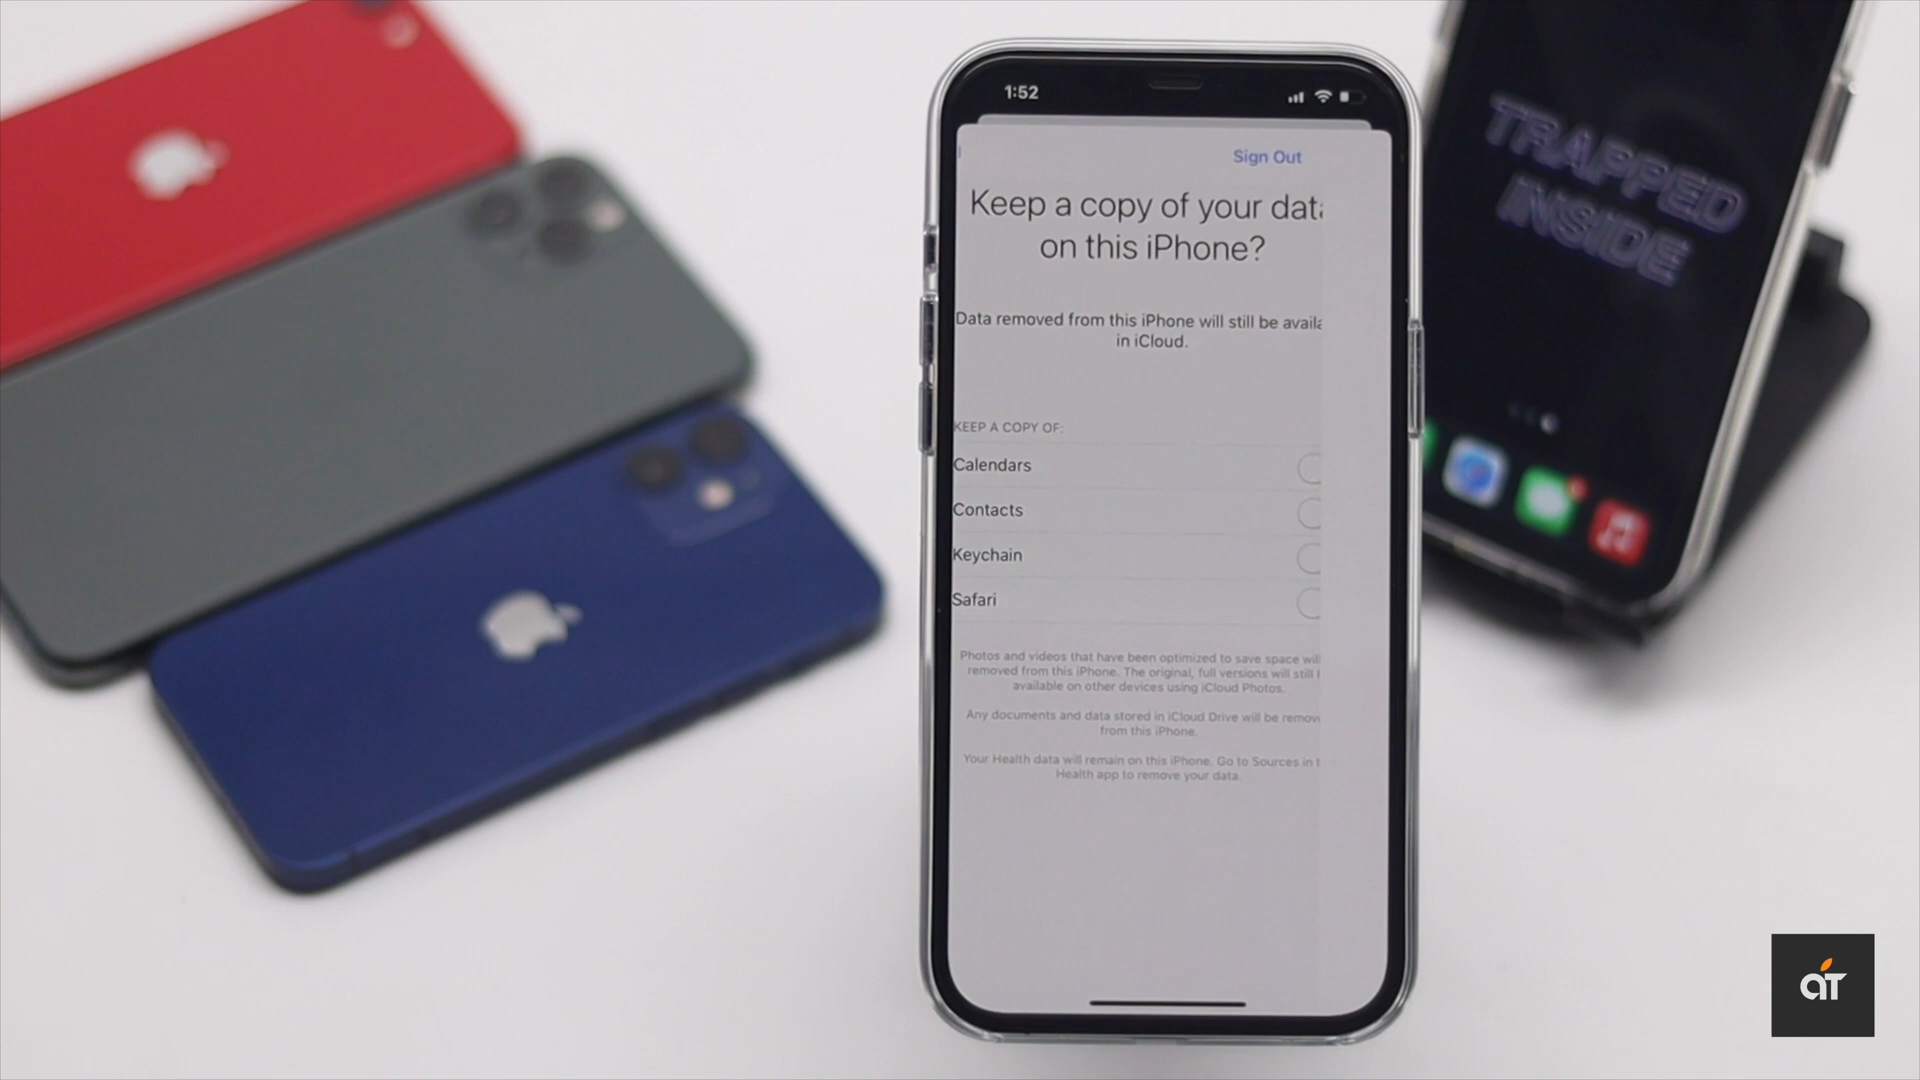 1:52
Sign Out
Keep a copy of your dat
on this iPhone?
Data removed from this iPhone will still be availa
in iCloud.
KEEP A COPY OF:
Calendars
Contacts
Keychain
Safari
Photos and videos that have been optimized to save space will
removed from this iPhone. The original, full versions will still
available on other devices using iCloud Photos.
Any documents and data stored in iCloud Drive will be remov
from this iPhone.
Your Health data will remain on this iPhone. Go to Sources in t
Health app to remove your data.
TRAPPED
INSIDE
aT